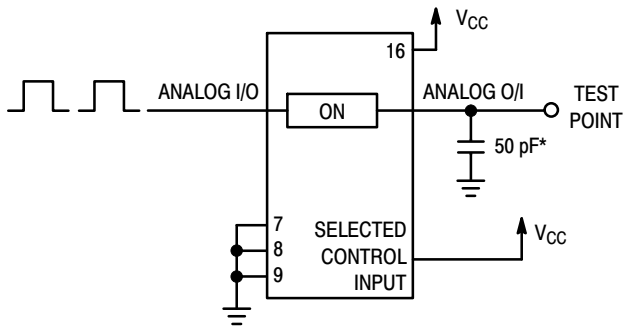 VCC
16
ANALOG I/O
ON
ANALOG O/I
TEST
POINT
50 pF*
7
8
9
SELECTED
CONTROL
INPUT
VCC